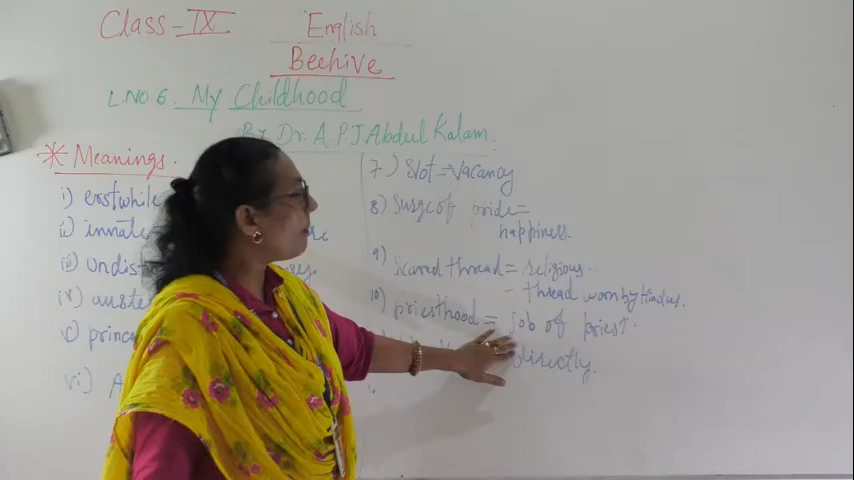 Class - IX English
Beehive
L.NO.6. My Childhood
By Dr. A.P.J. Abdul Kalam.
* Meanings.
i) erstwhile
ii) innate
iii) undist
iv) auste
v) princ
vi) A
7.) Slot = Vacancy
8) Surge of pride =
happiness.
9) Scared thread = religious
- thread worn by Hindus.
10) priesthood = job of priest.
directly.